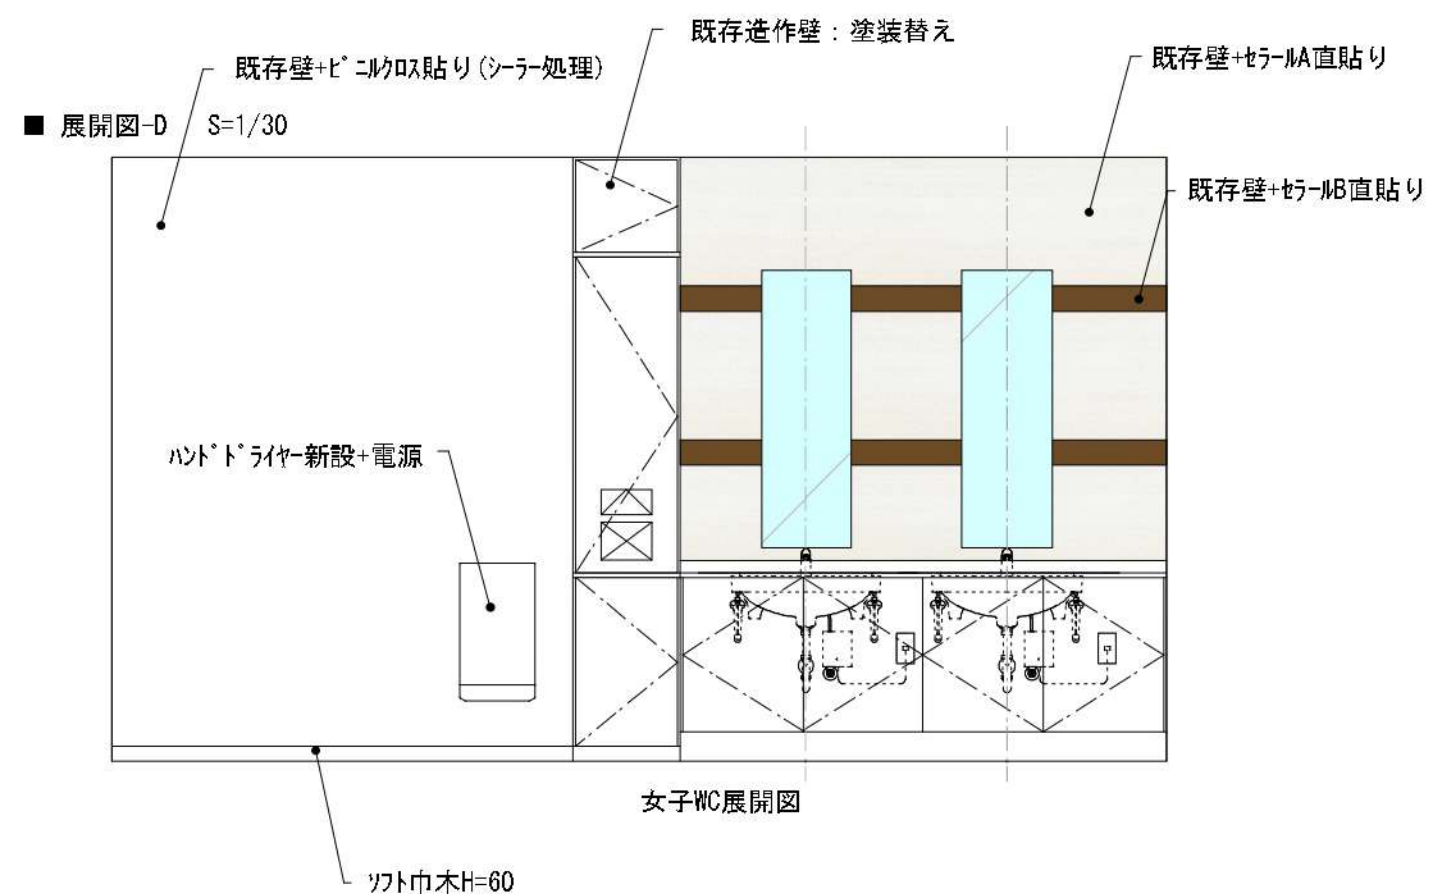 既存造作壁：塗装替え
既存壁+ﾋﾞﾆﾙｸﾛｽ貼り(ｼｰﾗｰ処理)
既存壁+ｾﾗｰﾙA直貼り
■ 展開図-D S=1/30
既存壁+ｾﾗｰﾙB直貼り
ﾊﾝﾄﾞﾄﾞﾗｲﾔｰ新設+電源
女子WC展開図
ｿﾌﾄ巾木H=60